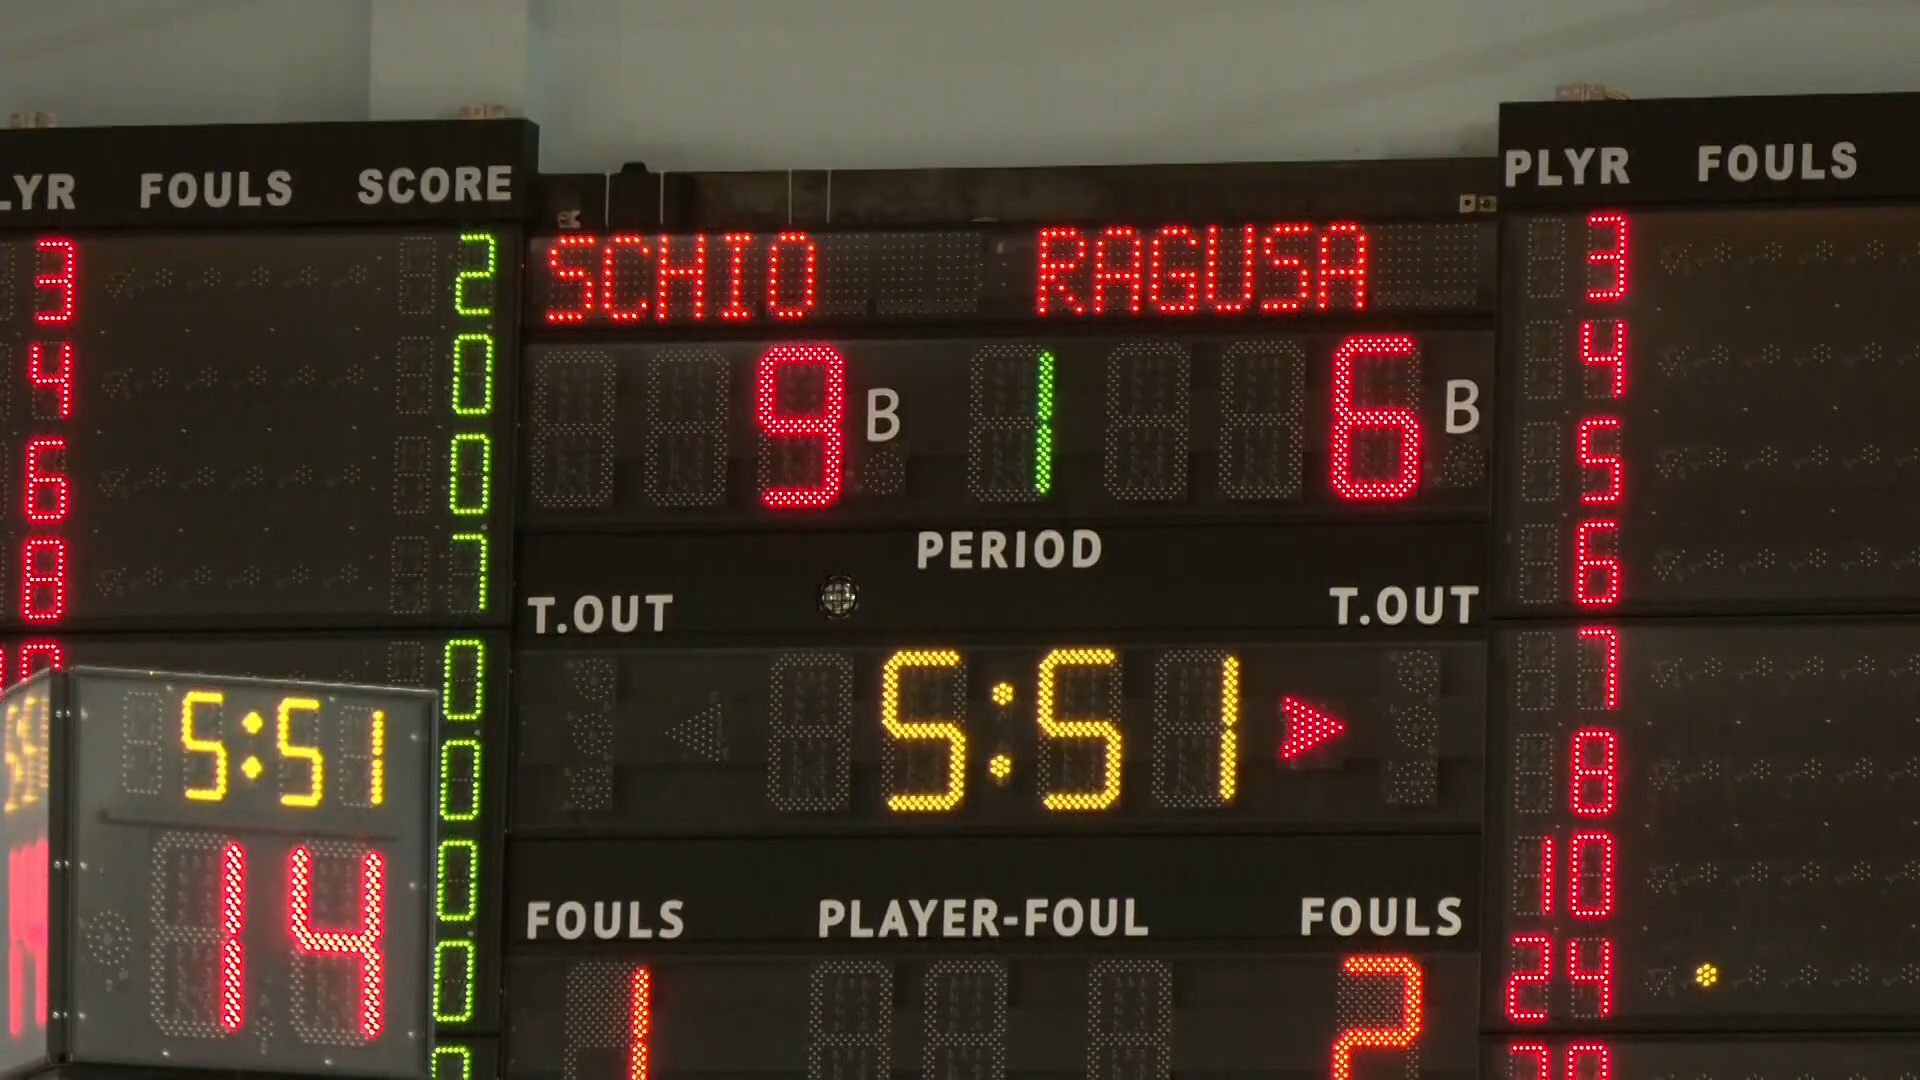 LYR FOULS SCORE
3 2
4 0
6 0
8 7
0
0
0
0
SCHIO RAGUSA
9 B 1 6 B
PERIOD
T.OUT T.OUT
5:51
FOULS PLAYER-FOUL FOULS
1 2
5:51
14
PLYR FOULS
3
4
5
6
7
8
10
24